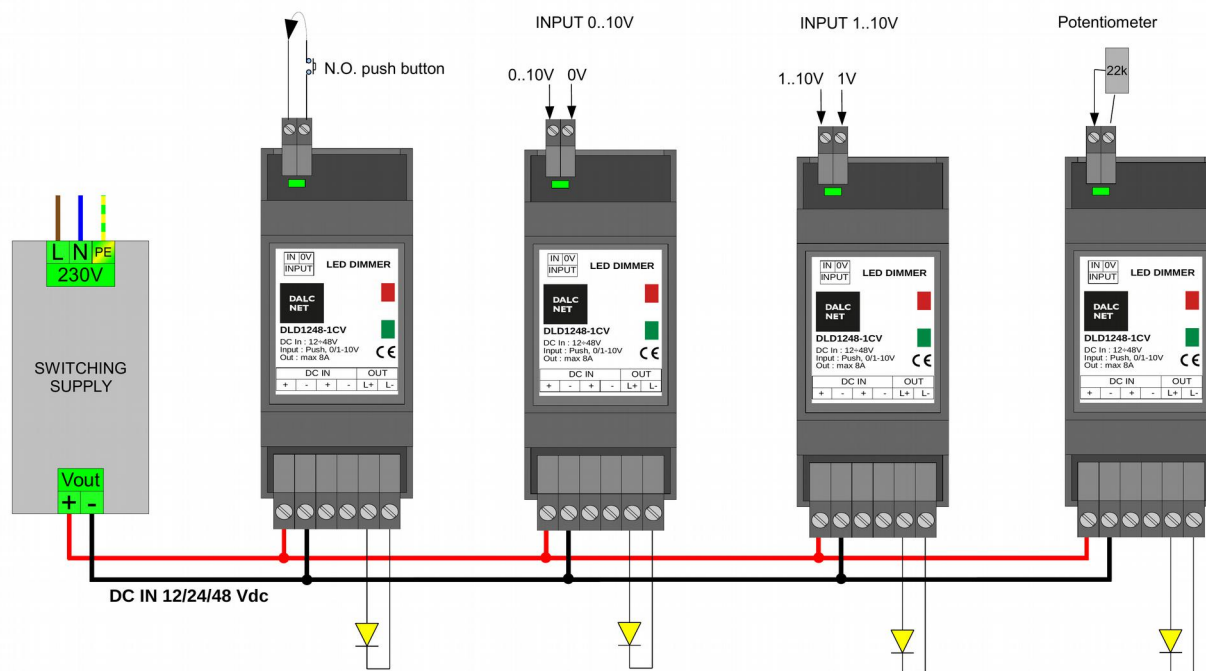 INPUT 0..10V
INPUT 1..10V
Potentiometer
N.O. push button
0..10V 0V
1..10V 1V
22k
L N PE
230V
SWITCHING
SUPPLY
Vout
+ -
IN 0V
INPUT
LED DIMMER
DALC
NET
DLD1248-1CV
DC In : 12÷48V
Input : Push, 0/1-10V
Out : max 8A
CE
DC IN OUT
+ - + - L+ L-
IN 0V
INPUT
LED DIMMER
DALC
NET
DLD1248-1CV
DC In : 12÷48V
Input : Push, 0/1-10V
Out : max 8A
CE
DC IN OUT
+ - + - L+ L-
IN 0V
INPUT
LED DIMMER
DALC
NET
DLD1248-1CV
DC In : 12÷48V
Input : Push, 0/1-10V
Out : max 8A
CE
DC IN OUT
+ - + - L+ L-
IN 0V
INPUT
LED DIMMER
DALC
NET
DLD1248-1CV
DC In : 12÷48V
Input : Push, 0/1-10V
Out : max 8A
CE
DC IN OUT
+ - + - L+ L-
DC IN 12/24/48 Vdc